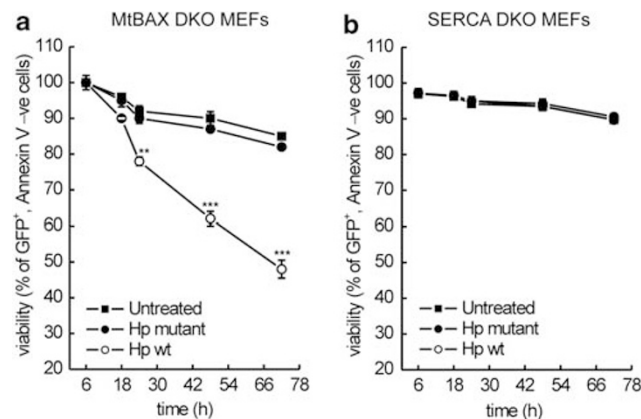 a MtBAX DKO MEFs
viability (% of GFP+, Annexin V –ve cells)
110
100
90
80
70
60
50
40
30
20
**
***
***
Untreated
Hp mutant
Hp wt
6 18 30 42 54 66 78
time (h)
b SERCA DKO MEFs
viability (% of GFP+, Annexin V –ve cells)
110
100
90
80
70
60
50
40
30
20
Untreated
Hp mutant
Hp wt
6 18 30 42 54 66 78
time (h)